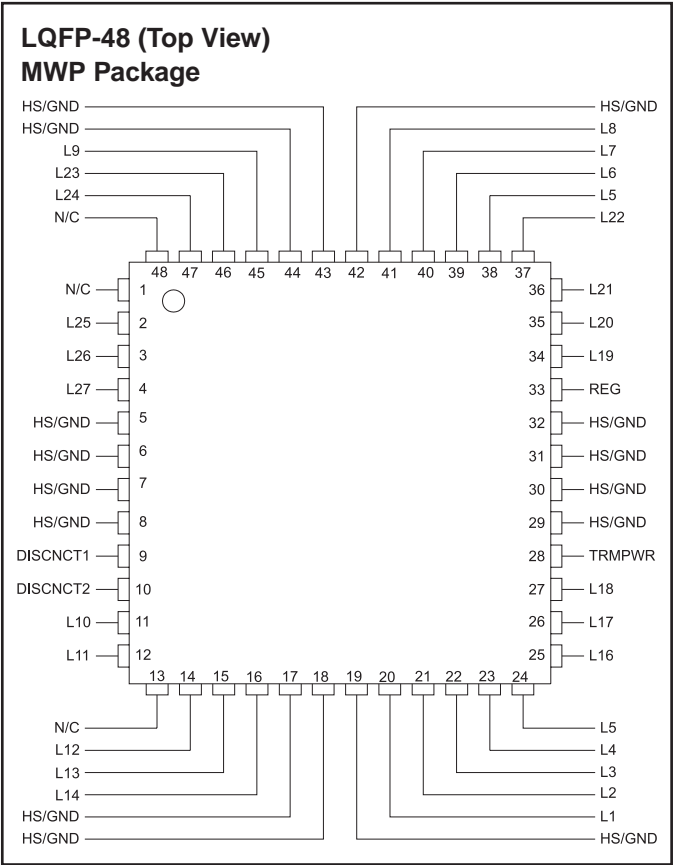 LQFP-48 (Top View)
MWP Package
HS/GND
HS/GND
L9
L23
L24
N/C
HS/GND
L8
L7
L6
L5
L22
48 47 46 45 44 43 42 41 40 39 38 37
N/C 1
L25 2
L26 3
L27 4
HS/GND 5
HS/GND 6
HS/GND 7
HS/GND 8
DISCNCT1 9
DISCNCT2 10
L10 11
L11 12
36 L21
35 L20
34 L19
33 REG
32 HS/GND
31 HS/GND
30 HS/GND
29 HS/GND
28 TRMPWR
27 L18
26 L17
25 L16
13 14 15 16 17 18 19 20 21 22 23 24
N/C
L12
L13
L14
HS/GND
HS/GND
L5
L4
L3
L2
L1
HS/GND